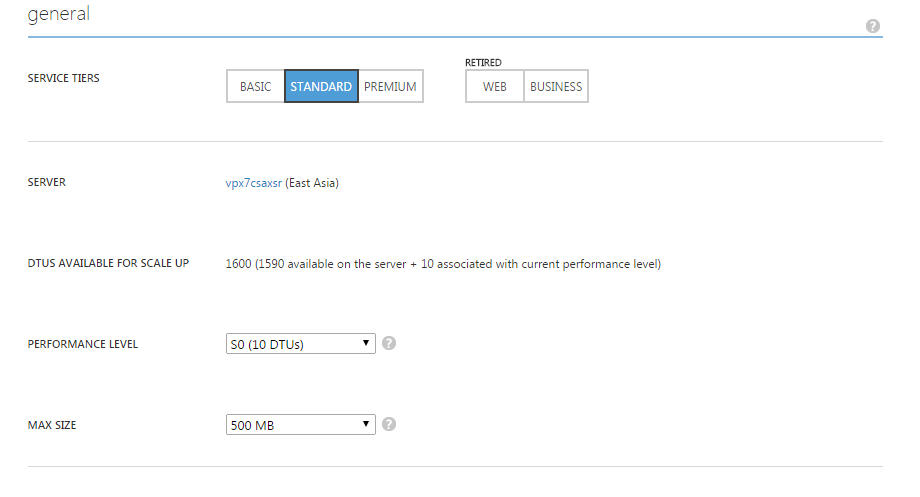 general
?
RETIRED
SERVICE TIERS BASIC STANDARD PREMIUM WEB BUSINESS
SERVER vpx7csaxsr (East Asia)
DTUS AVAILABLE FOR SCALE UP 1600 (1590 available on the server + 10 associated with current performance level)
PERFORMANCE LEVEL S0 (10 DTUs) ?
MAX SIZE 500 MB ?